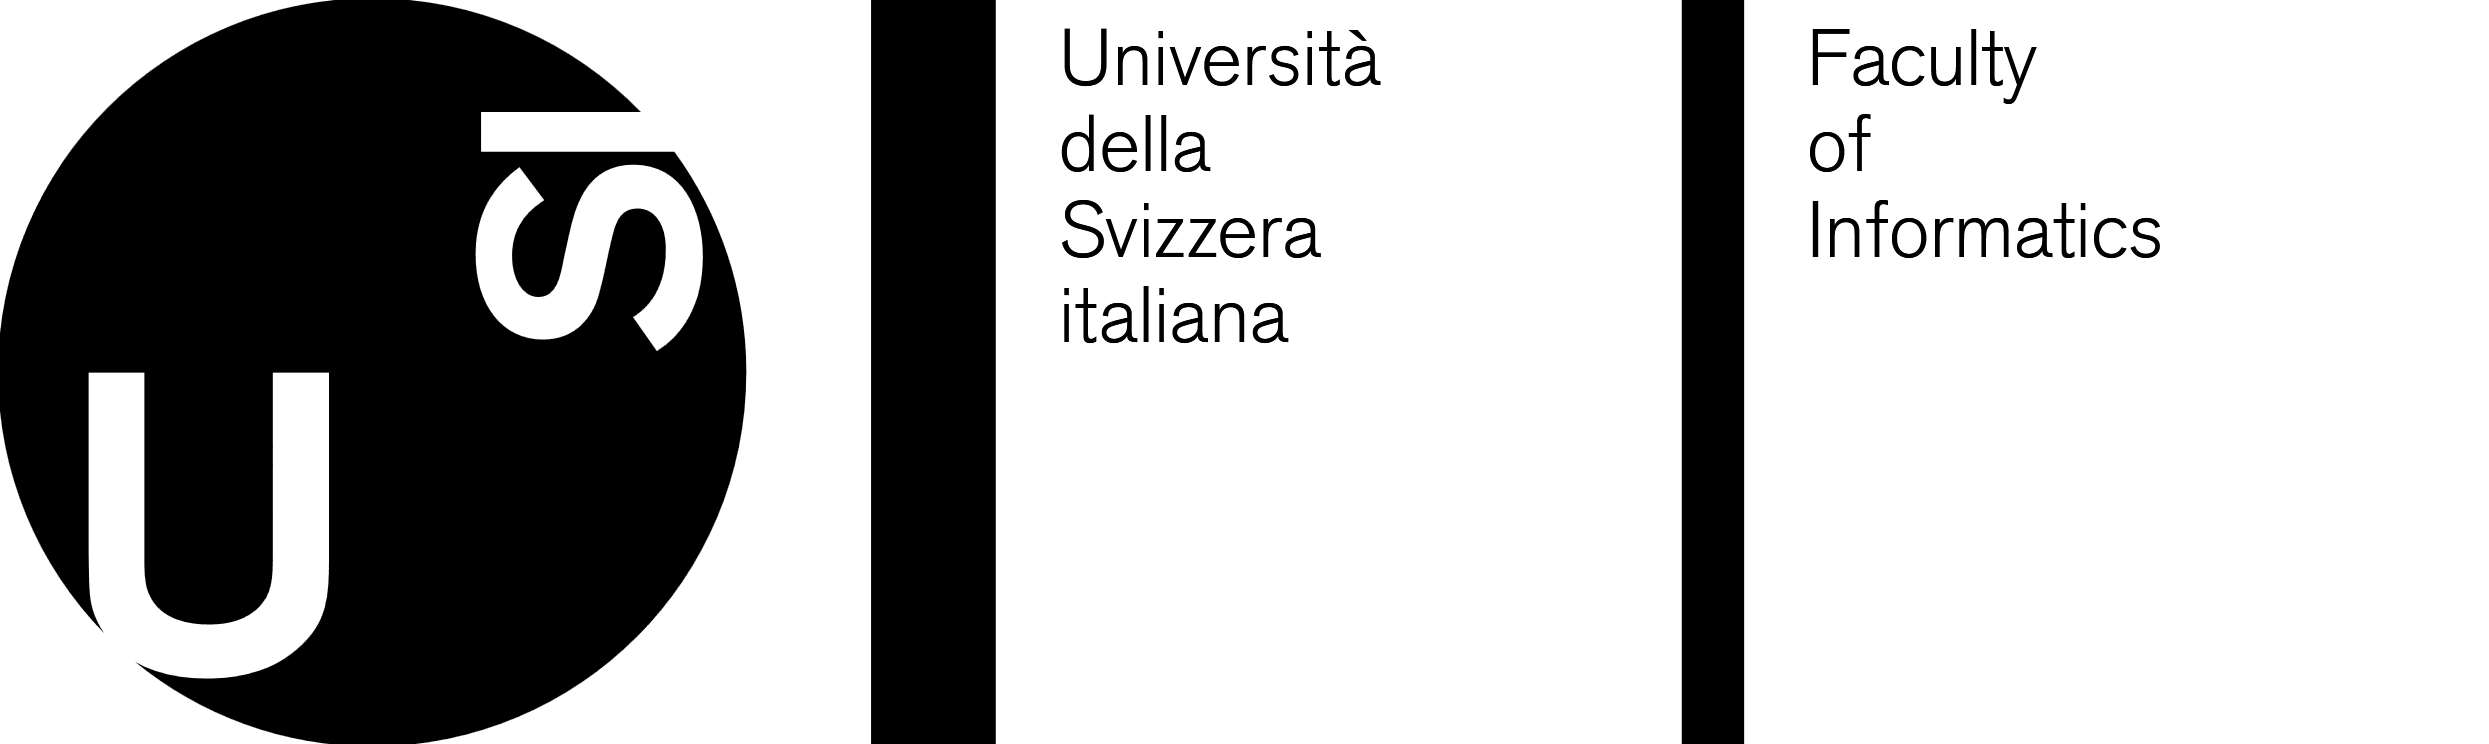 USI
Università
della
Svizzera
italiana
Faculty
of
Informatics